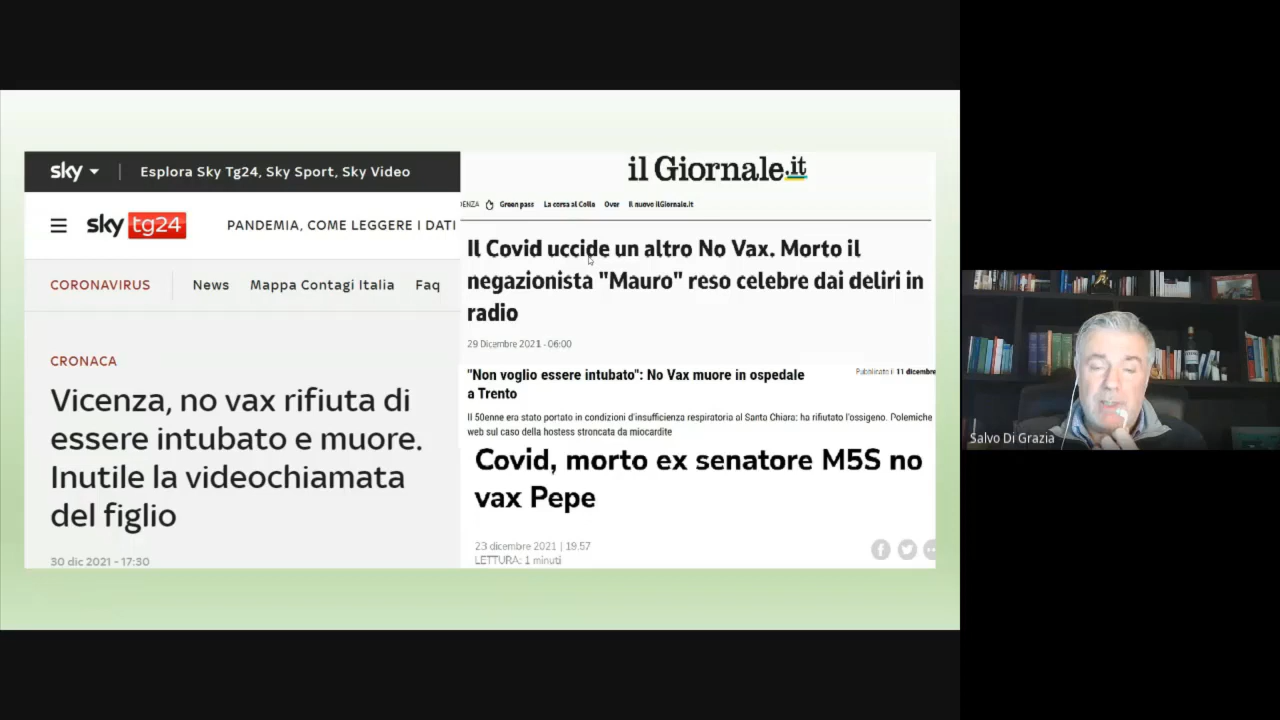 sky
Esplora Sky Tg24, Sky Sport, Sky Video
sky tg24
PANDEMIA, COME LEGGERE I DATI
CORONAVIRUS
News
Mappa Contagi Italia
Faq
CRONACA
Vicenza, no vax rifiuta di
essere intubato e muore.
Inutile la videochiamata
del figlio
30 dic 2021 - 17:30
il Giornale.it
Green pass
La corsa al Colle
Over
Il nuovo ilGiornale.it
Il Covid uccide un altro No Vax. Morto il
negazionista "Mauro" reso celebre dai deliri in
radio
29 Dicembre 2021 - 06:00
"Non voglio essere intubato": No Vax muore in ospedale
a Trento
Pubblicato il 11 dicembre
Il 50enne era stato portato in condizioni d'insufficienza respiratoria al Santa Chiara: ha rifiutato l'ossigeno. Polemiche
web sul caso della hostess stroncata da miocardite
Covid, morto ex senatore M5S no
vax Pepe
23 dicembre 2021 | 19.57
LETTURA: 1 minuti
Salvo Di Grazia